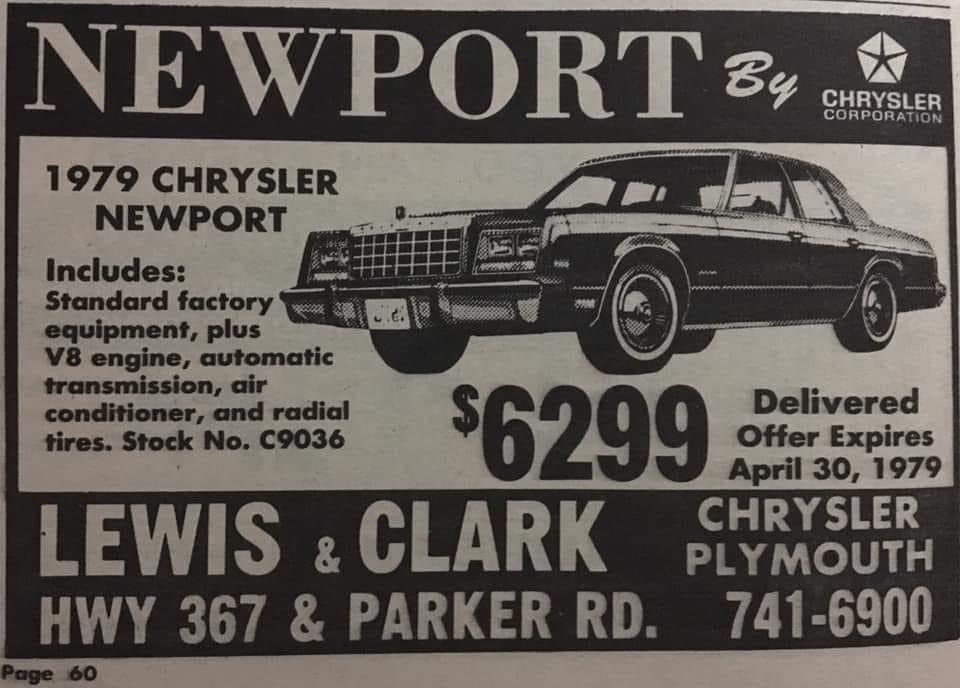 NEWPORT By
CHRYSLER
CORPORATION
1979 CHRYSLER
NEWPORT
Includes:
Standard factory
equipment, plus
V8 engine, automatic
transmission, air
conditioner, and radial
tires. Stock No. C9036
$6299
Delivered
Offer Expires
April 30, 1979
LEWIS & CLARK
CHRYSLER
PLYMOUTH
HWY 367 & PARKER RD.
741-6900
Page 60